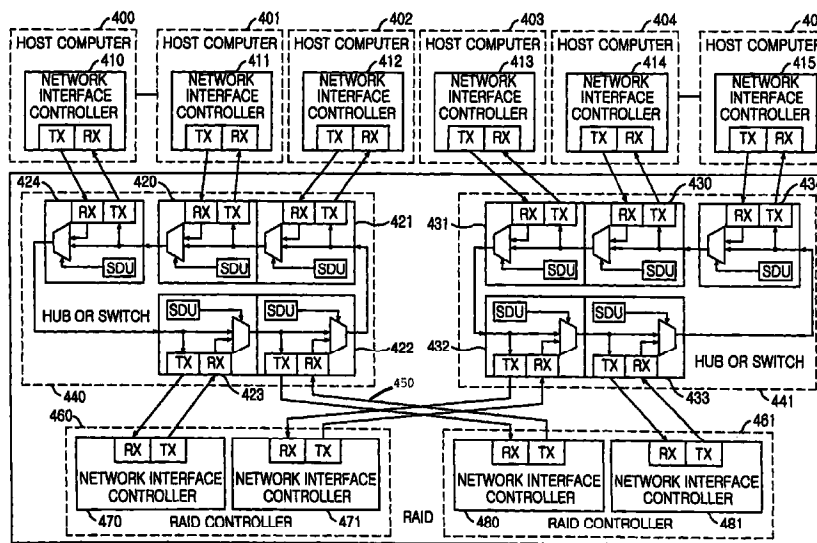 400 401 402 403 404 40
HOST COMPUTER HOST COMPUTER HOST COMPUTER HOST COMPUTER HOST COMPUTER HOST COMPUTER
410 411 412 413 414 415
NETWORK INTERFACE CONTROLLER NETWORK INTERFACE CONTROLLER NETWORK INTERFACE CONTROLLER NETWORK INTERFACE CONTROLLER NETWORK INTERFACE CONTROLLER NETWORK INTERFACE CONTROLLER
TX RX TX RX TX RX TX RX TX RX TX RX
424 420 430 43
RX TX RX TX RX TX 421 431 RX TX RX TX RX TX
SDU SDU SDU SDU SDU SDU
HUB OR SWITCH SDU SDU SDU SDU HUB OR SWITCH
422 432
TX RX TX RX TX RX TX RX
440 423 450 433 441
460 461
RX TX RX TX RX TX RX TX
NETWORK INTERFACE CONTROLLER NETWORK INTERFACE CONTROLLER NETWORK INTERFACE CONTROLLER NETWORK INTERFACE CONTROLLER
470 RAID CONTROLLER 471 RAID 480 RAID CONTROLLER 481